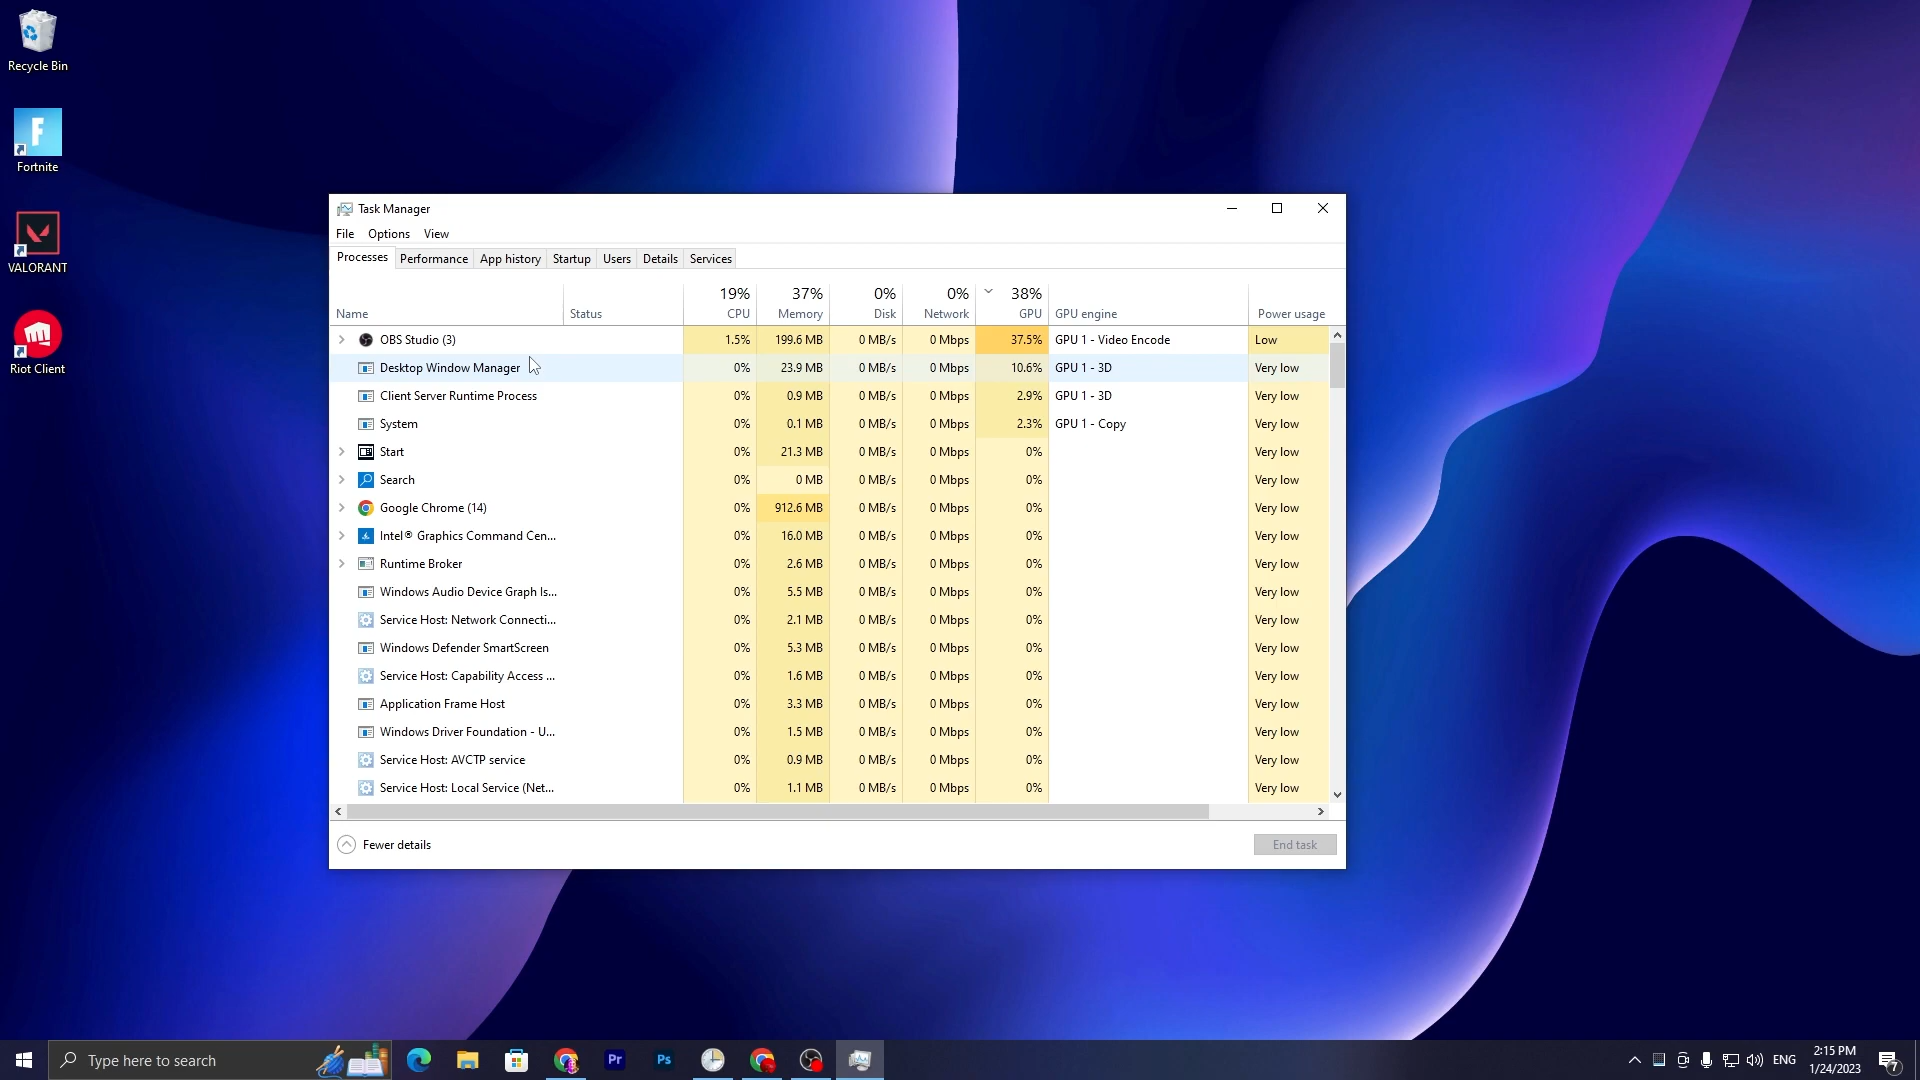 Recycle Bin
Fortnite
VALORANT
Riot Client
Task Manager
File Options View
Processes Performance App history Startup Users Details Services
19% 37% 0% 0% 38%
Name Status CPU Memory Disk Network GPU GPU engine Power usage
OBS Studio (3) 1.5% 199.6 MB 0 MB/s 0 Mbps 37.5% GPU 1 - Video Encode Low
Desktop Window Manager 0% 23.9 MB 0 MB/s 0 Mbps 10.6% GPU 1 - 3D Very low
Client Server Runtime Process 0% 0.9 MB 0 MB/s 0 Mbps 2.9% GPU 1 - 3D Very low
System 0% 0.1 MB 0 MB/s 0 Mbps 2.3% GPU 1 - Copy Very low
Start 0% 21.3 MB 0 MB/s 0 Mbps 0% Very low
Search 0% 0 MB 0 MB/s 0 Mbps 0% Very low
Google Chrome (14) 0% 912.6 MB 0 MB/s 0 Mbps 0% Very low
Intel® Graphics Command Cen... 0% 16.0 MB 0 MB/s 0 Mbps 0% Very low
Runtime Broker 0% 2.6 MB 0 MB/s 0 Mbps 0% Very low
Windows Audio Device Graph Is... 0% 5.5 MB 0 MB/s 0 Mbps 0% Very low
Service Host: Network Connecti... 0% 2.1 MB 0 MB/s 0 Mbps 0% Very low
Windows Defender SmartScreen 0% 5.3 MB 0 MB/s 0 Mbps 0% Very low
Service Host: Capability Access ... 0% 1.6 MB 0 MB/s 0 Mbps 0% Very low
Application Frame Host 0% 3.3 MB 0 MB/s 0 Mbps 0% Very low
Windows Driver Foundation - U... 0% 1.5 MB 0 MB/s 0 Mbps 0% Very low
Service Host: AVCTP service 0% 0.9 MB 0 MB/s 0 Mbps 0% Very low
Service Host: Local Service (Net... 0% 1.1 MB 0 MB/s 0 Mbps 0% Very low
Fewer details End task
Type here to search Pr Ps ENG 2:15 PM
1/24/2023 7